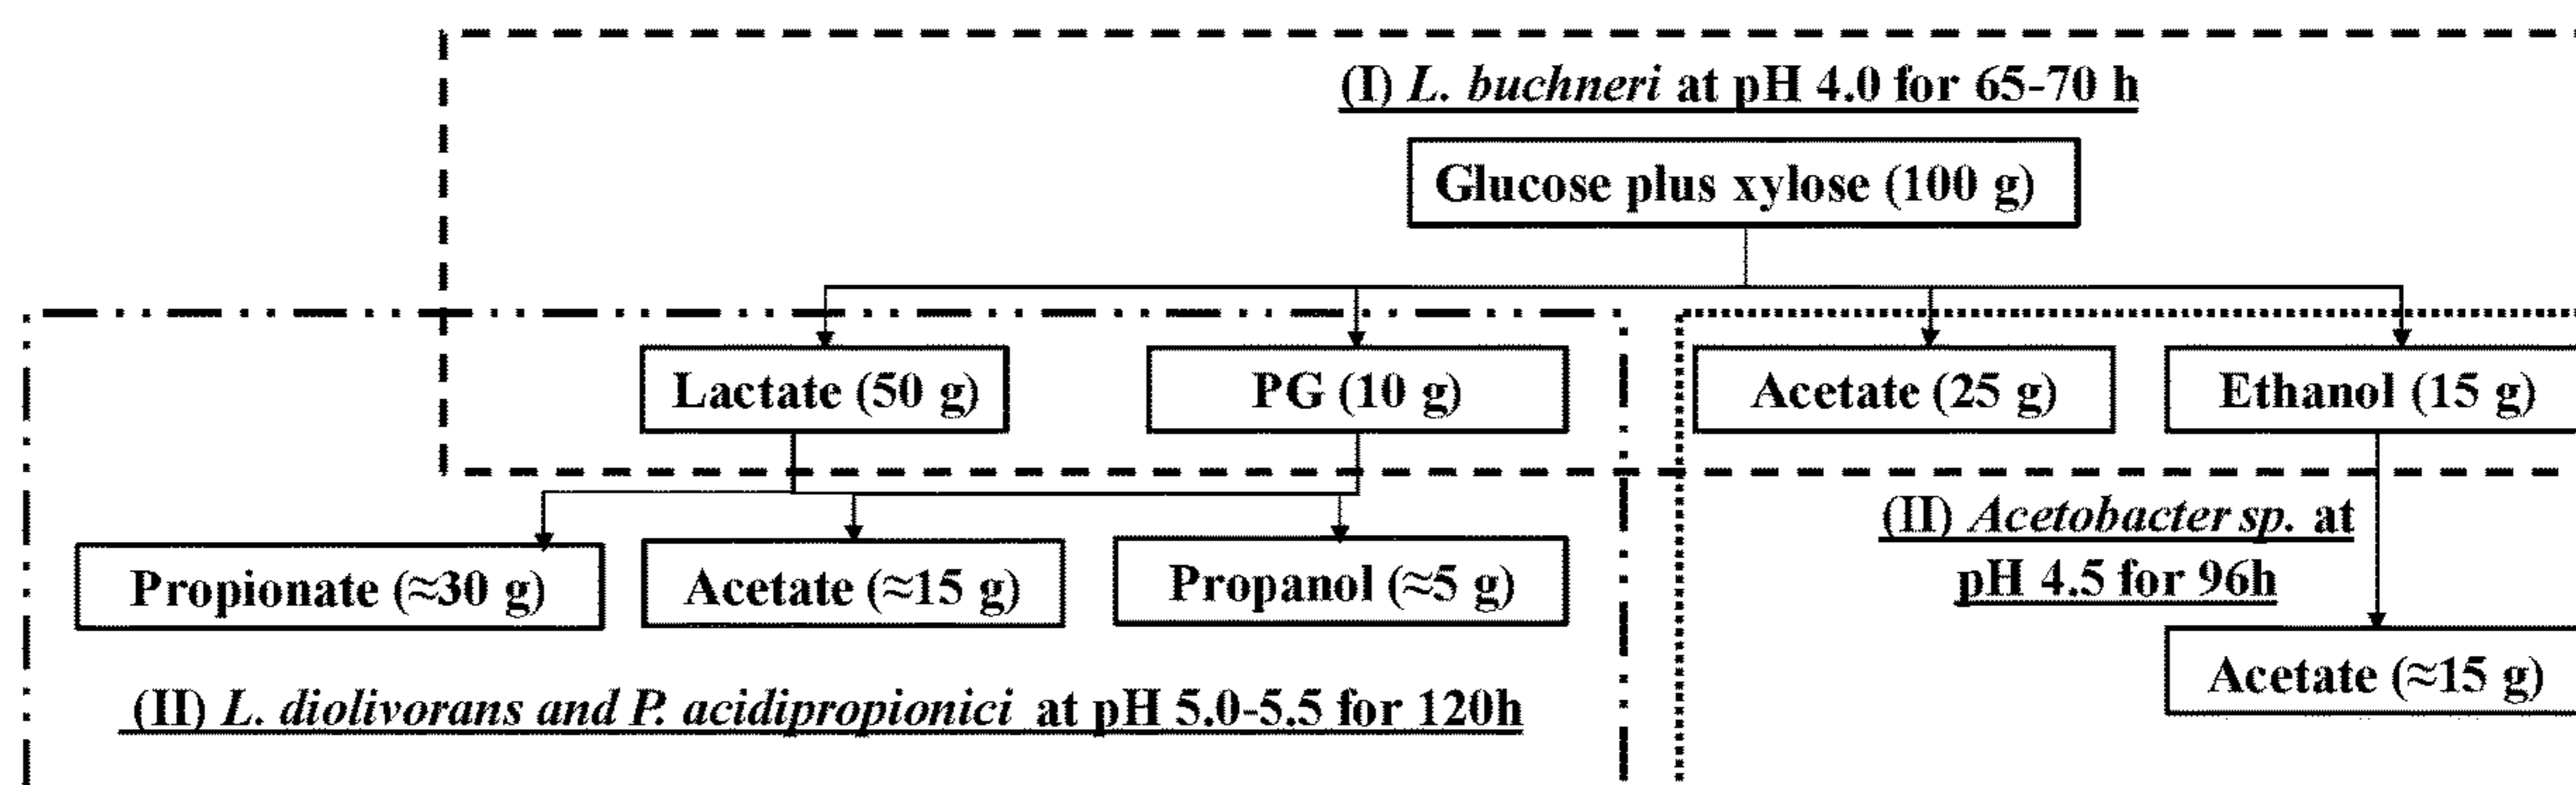 (I) L. buchneri at pH 4.0 for 65-70 h
Glucose plus xylose (100 g)
Lactate (50 g)
PG (10 g)
Acetate (25 g)
Ethanol (15 g)
Propionate (≈30 g)
Acetate (≈15 g)
Propanol (≈5 g)
(II) Acetobacter sp. at
pH 4.5 for 96h
Acetate (≈15 g)
(II) L. diolivorans and P. acidipropionici at pH 5.0-5.5 for 120h